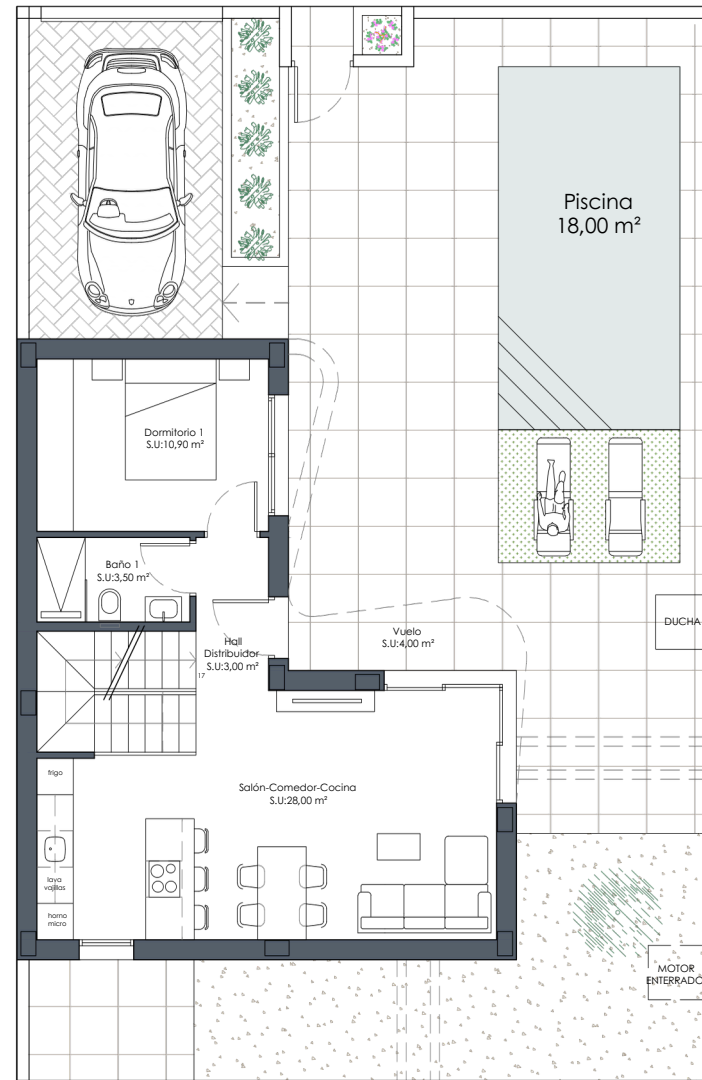 Piscina
18,00 m²
Dormitorio 1
S.U:10,90 m²
Baño 1
S.U:3,50 m²
DUCHA
Vuelo
S.U:4,00 m²
Hall
Distribuidor
S.U:3,00 m²
17
frigo
Salón-Comedor-Cocina
S.U:28,00 m²
lava
vajillas
horno
micro
MOTOR
ENTERRADO